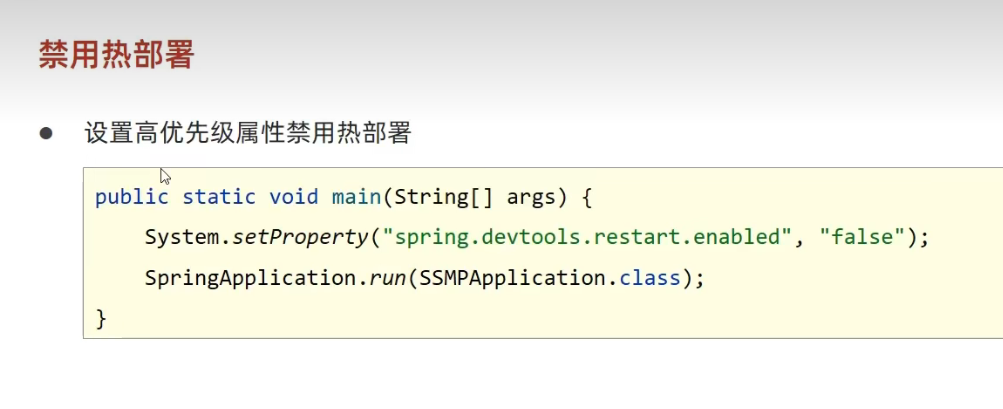 禁用热部署
● 设置高优先级属性禁用热部署
public static void main(String[] args) {
    System.setProperty("spring.devtools.restart.enabled", "false");
    SpringApplication.run(SSMPApplication.class);
}